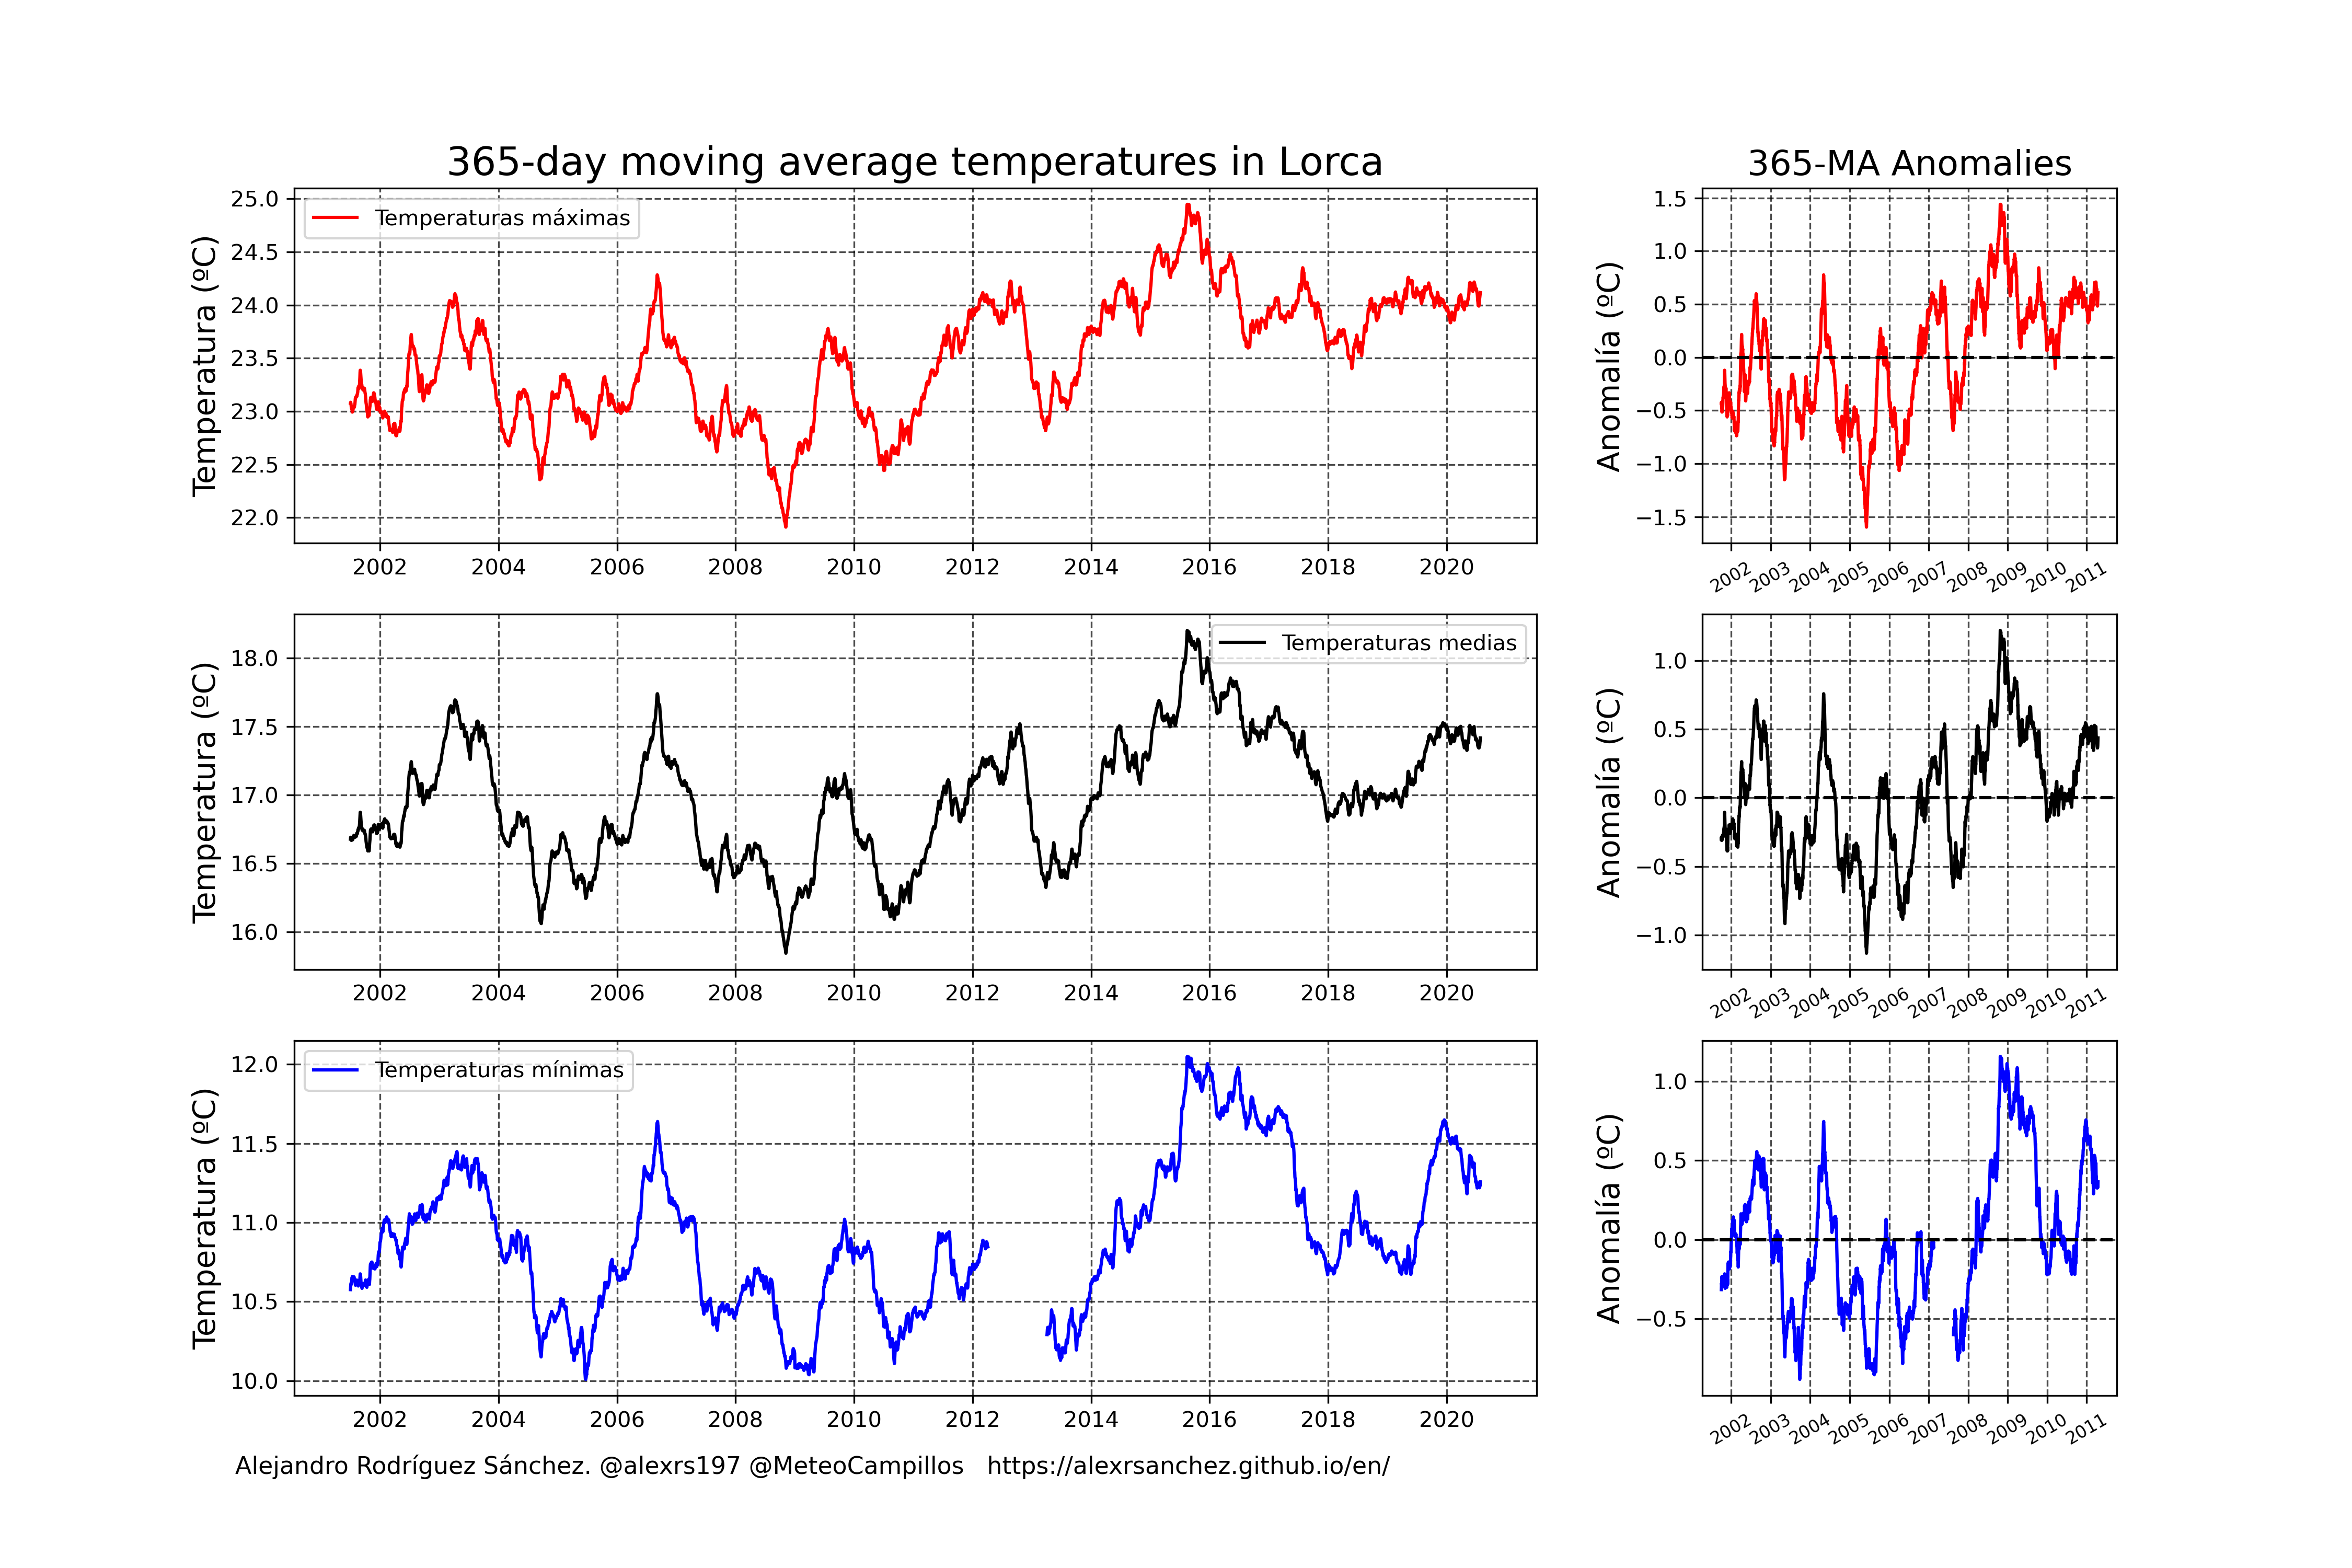 365-day moving average temperatures in Lorca
365-MA Anomalies
Temperatura (ºC)
25.0
24.5
24.0
23.5
23.0
22.5
22.0
Temperaturas máximas
2002 2004 2006 2008 2010 2012 2014 2016 2018 2020
Anomalía (ºC)
1.5
1.0
0.5
0.0
−0.5
−1.0
−1.5
2002 2003 2004 2005 2006 2007 2008 2009 2010 2011
Temperatura (ºC)
18.0
17.5
17.0
16.5
16.0
Temperaturas medias
2002 2004 2006 2008 2010 2012 2014 2016 2018 2020
Anomalía (ºC)
1.0
0.5
0.0
−0.5
−1.0
2002 2003 2004 2005 2006 2007 2008 2009 2010 2011
Temperatura (ºC)
12.0
11.5
11.0
10.5
10.0
Temperaturas mínimas
2002 2004 2006 2008 2010 2012 2014 2016 2018 2020
Anomalía (ºC)
1.0
0.5
0.0
−0.5
2002 2003 2004 2005 2006 2007 2008 2009 2010 2011
Alejandro Rodríguez Sánchez. @alexrs197 @MeteoCampillos https://alexrsanchez.github.io/en/